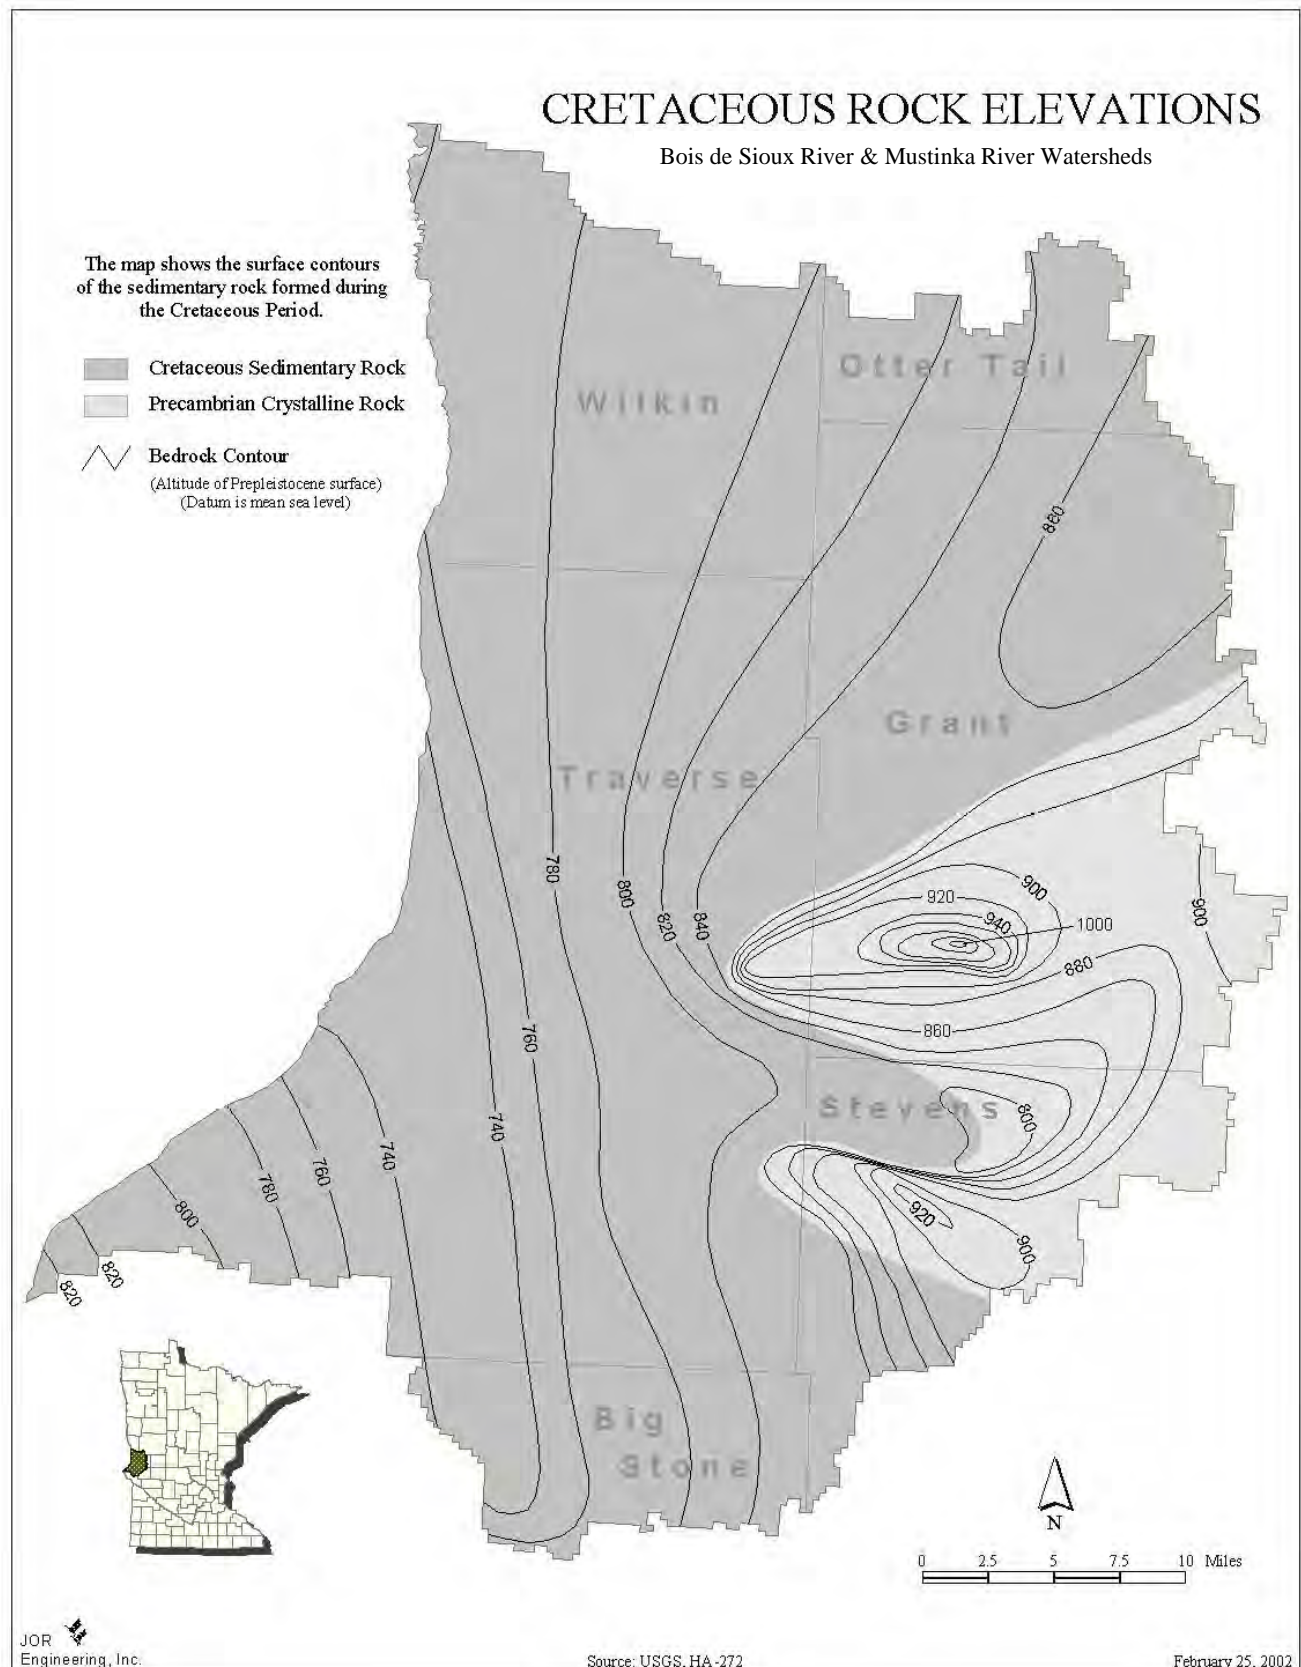 CRETACEOUS ROCK ELEVATIONS
Bois de Sioux River & Mustinka River Watersheds
The map shows the surface contours
of the sedimentary rock formed during
the Cretaceous Period.
Cretaceous Sedimentary Rock
Precambrian Crystalline Rock
Bedrock Contour
(Altitude of Prepleistocene surface)
(Datum is mean sea level)
Otter Tail
Wilkin
860
Grant
Traverse
780
800
820
840
900
920
940
1000
900
880
860
760
740
Stevens
800
740
760
780
800
820
820
920
900
Big
Stone
N
0 2.5 5 7.5 10 Miles
JOR
Engineering, Inc.
Source: USGS, HA-272
February 25, 2002